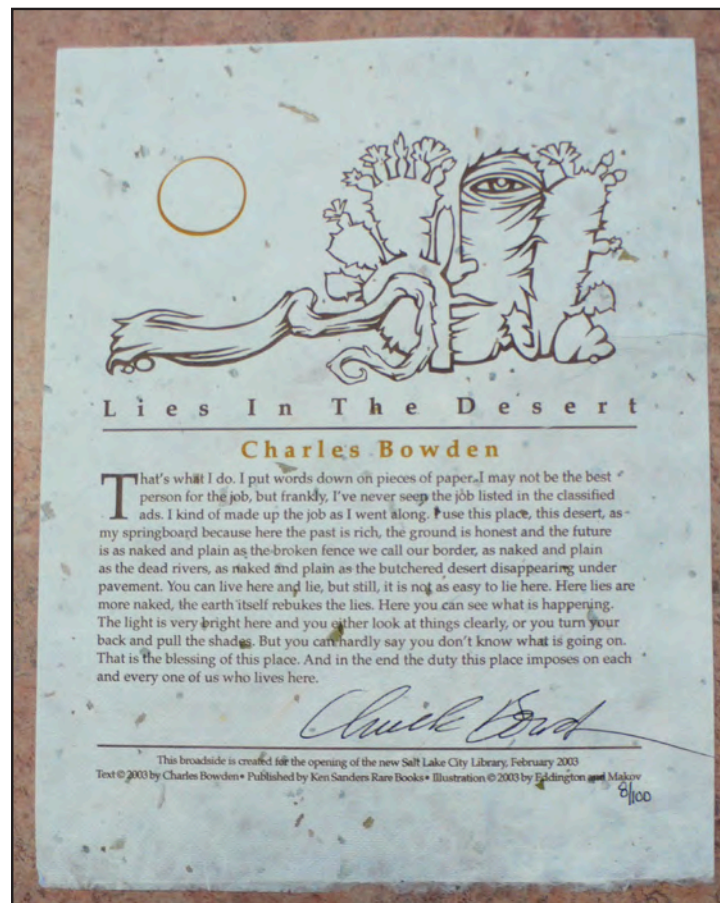 Lies In The Desert
Charles Bowden
That's what I do. I put words down on pieces of paper. I may not be the best
person for the job, but frankly, I've never seen the job listed in the classified
ads. I kind of made up the job as I went along. I use this place, this desert, as
my springboard because here the past is rich, the ground is honest and the future
is as naked and plain as the broken fence we call our border, as naked and plain
as the dead rivers, as naked and plain as the butchered desert disappearing under
pavement. You can live here and lie, but still, it is not as easy to lie here. Here lies are
more naked, the earth itself rebukes the lies. Here you can see what is happening.
The light is very bright here and you either look at things clearly, or you turn your
back and pull the shades. But you can hardly say you don't know what is going on.
That is the blessing of this place. And in the end the duty this place imposes on each
and every one of us who lives here.
Chuck Bowden
This broadside is created for the opening of the new Salt Lake City Library, February 2003
Text © 2003 by Charles Bowden • Published by Ken Sanders Rare Books • Illustration © 2003 by Eddington and Makov
8/100